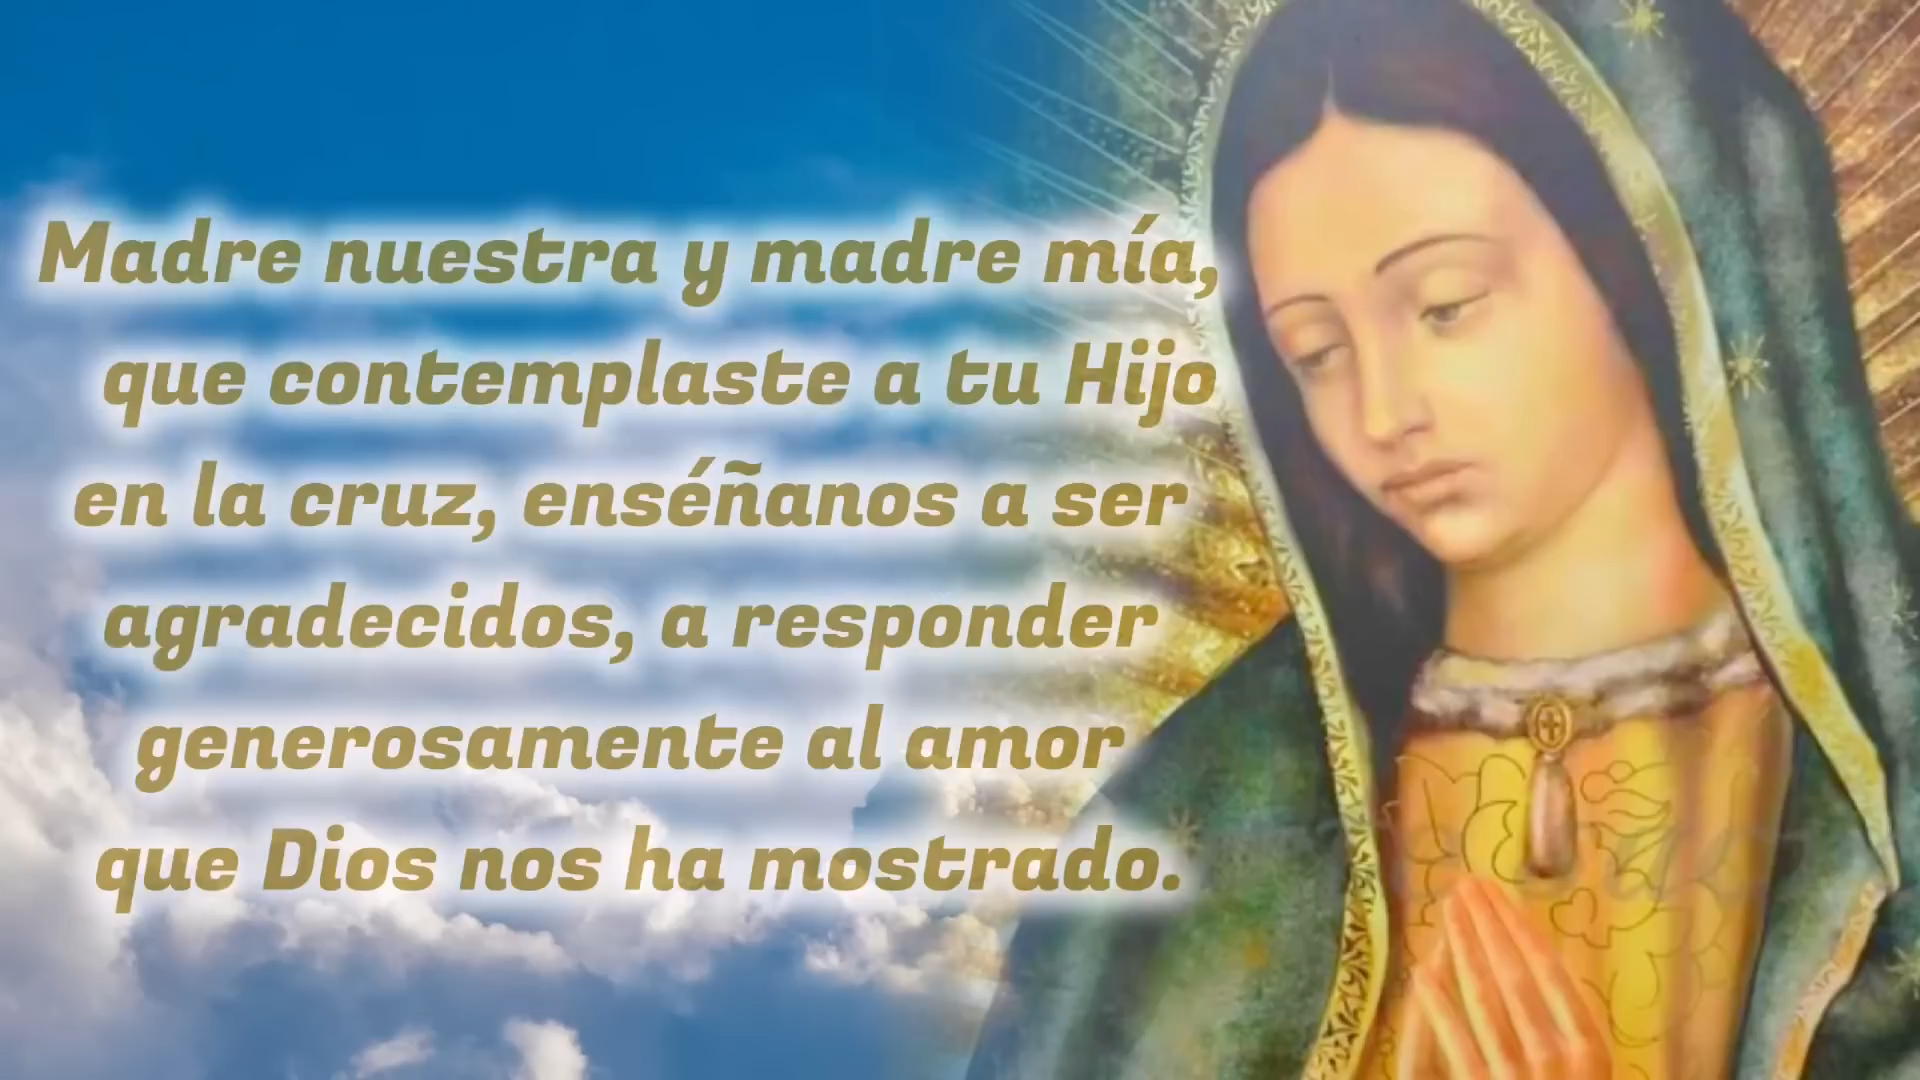 Madre nuestra y madre mía,
que contemplaste a tu Hijo
en la cruz, enséñanos a ser
agradecidos, a responder
generosamente al amor
que Dios nos ha mostrado.